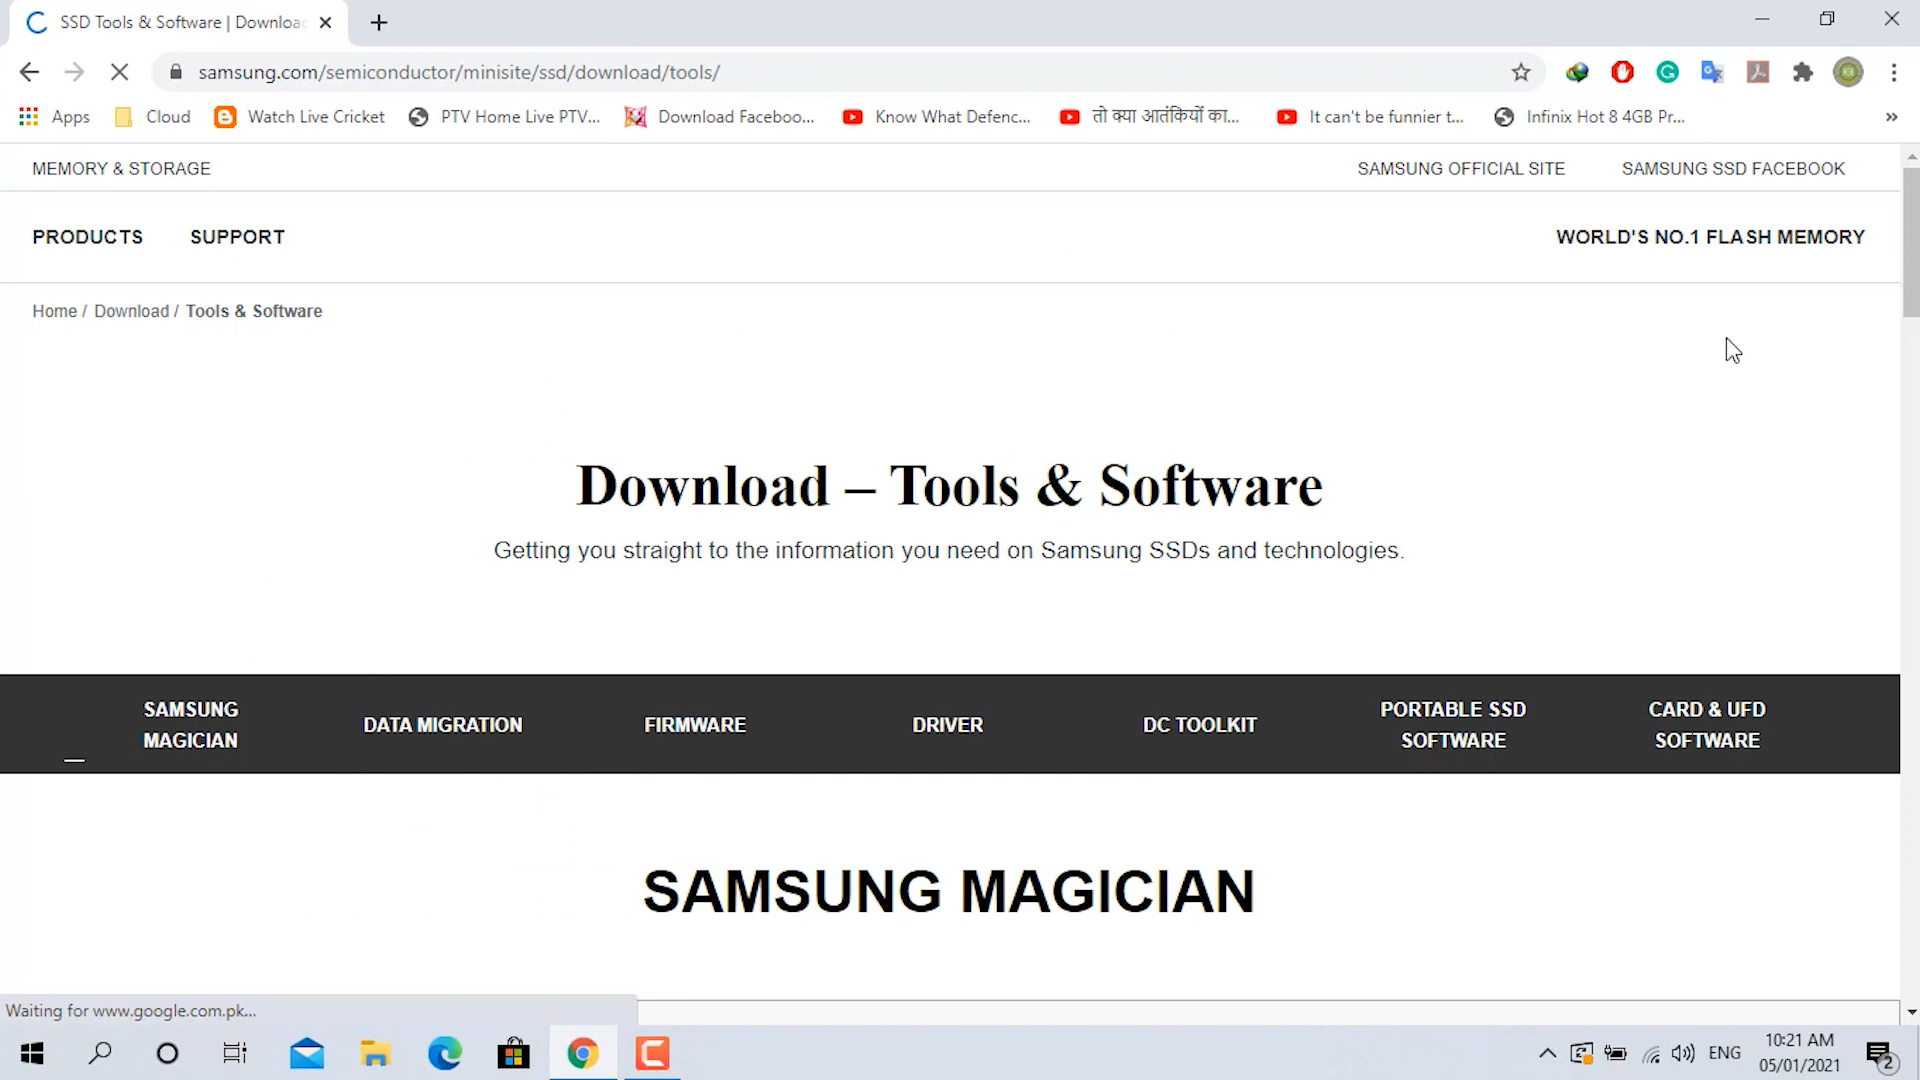 SSD Tools & Software | Downloa
samsung.com/semiconductor/minisite/ssd/download/tools/
Apps Cloud Watch Live Cricket PTV Home Live PTV... Download Faceboo... Know What Defenc... तो क्या आतंकियों का... It can't be funnier t... Infinix Hot 8 4GB Pr... »
MEMORY & STORAGE SAMSUNG OFFICIAL SITE SAMSUNG SSD FACEBOOK
PRODUCTS SUPPORT WORLD'S NO.1 FLASH MEMORY
Home / Download / Tools & Software
Download – Tools & Software
Getting you straight to the information you need on Samsung SSDs and technologies.
SAMSUNG MAGICIAN
DATA MIGRATION
FIRMWARE
DRIVER
DC TOOLKIT
PORTABLE SSD SOFTWARE
CARD & UFD SOFTWARE
SAMSUNG MAGICIAN
Waiting for www.google.com.pk...
ENG
10:21 AM
05/01/2021
2